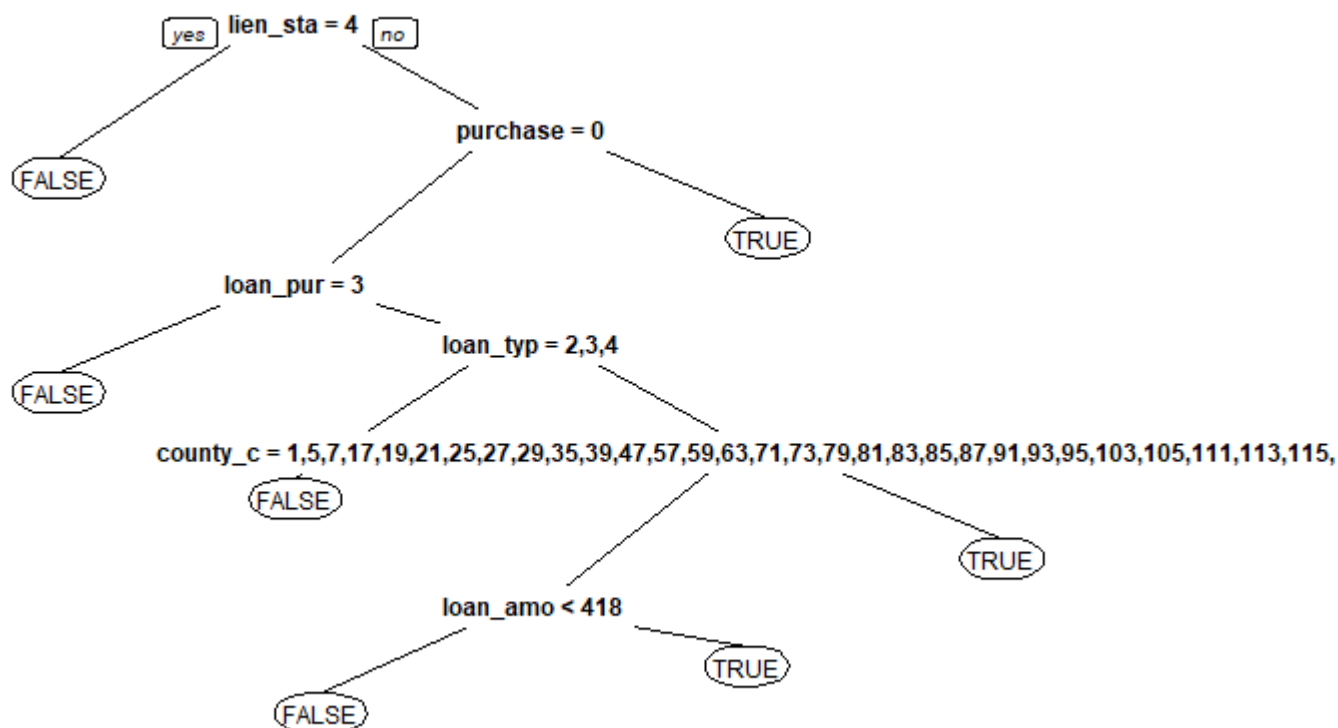 yes lien_sta = 4 no
purchase = 0
FALSE
TRUE
loan_pur = 3
loan_typ = 2,3,4
FALSE
county_c = 1,5,7,17,19,21,25,27,29,35,39,47,57,59,63,71,73,79,81,83,85,87,91,93,95,103,105,111,113,115,
FALSE
TRUE
loan_amo < 418
TRUE
FALSE